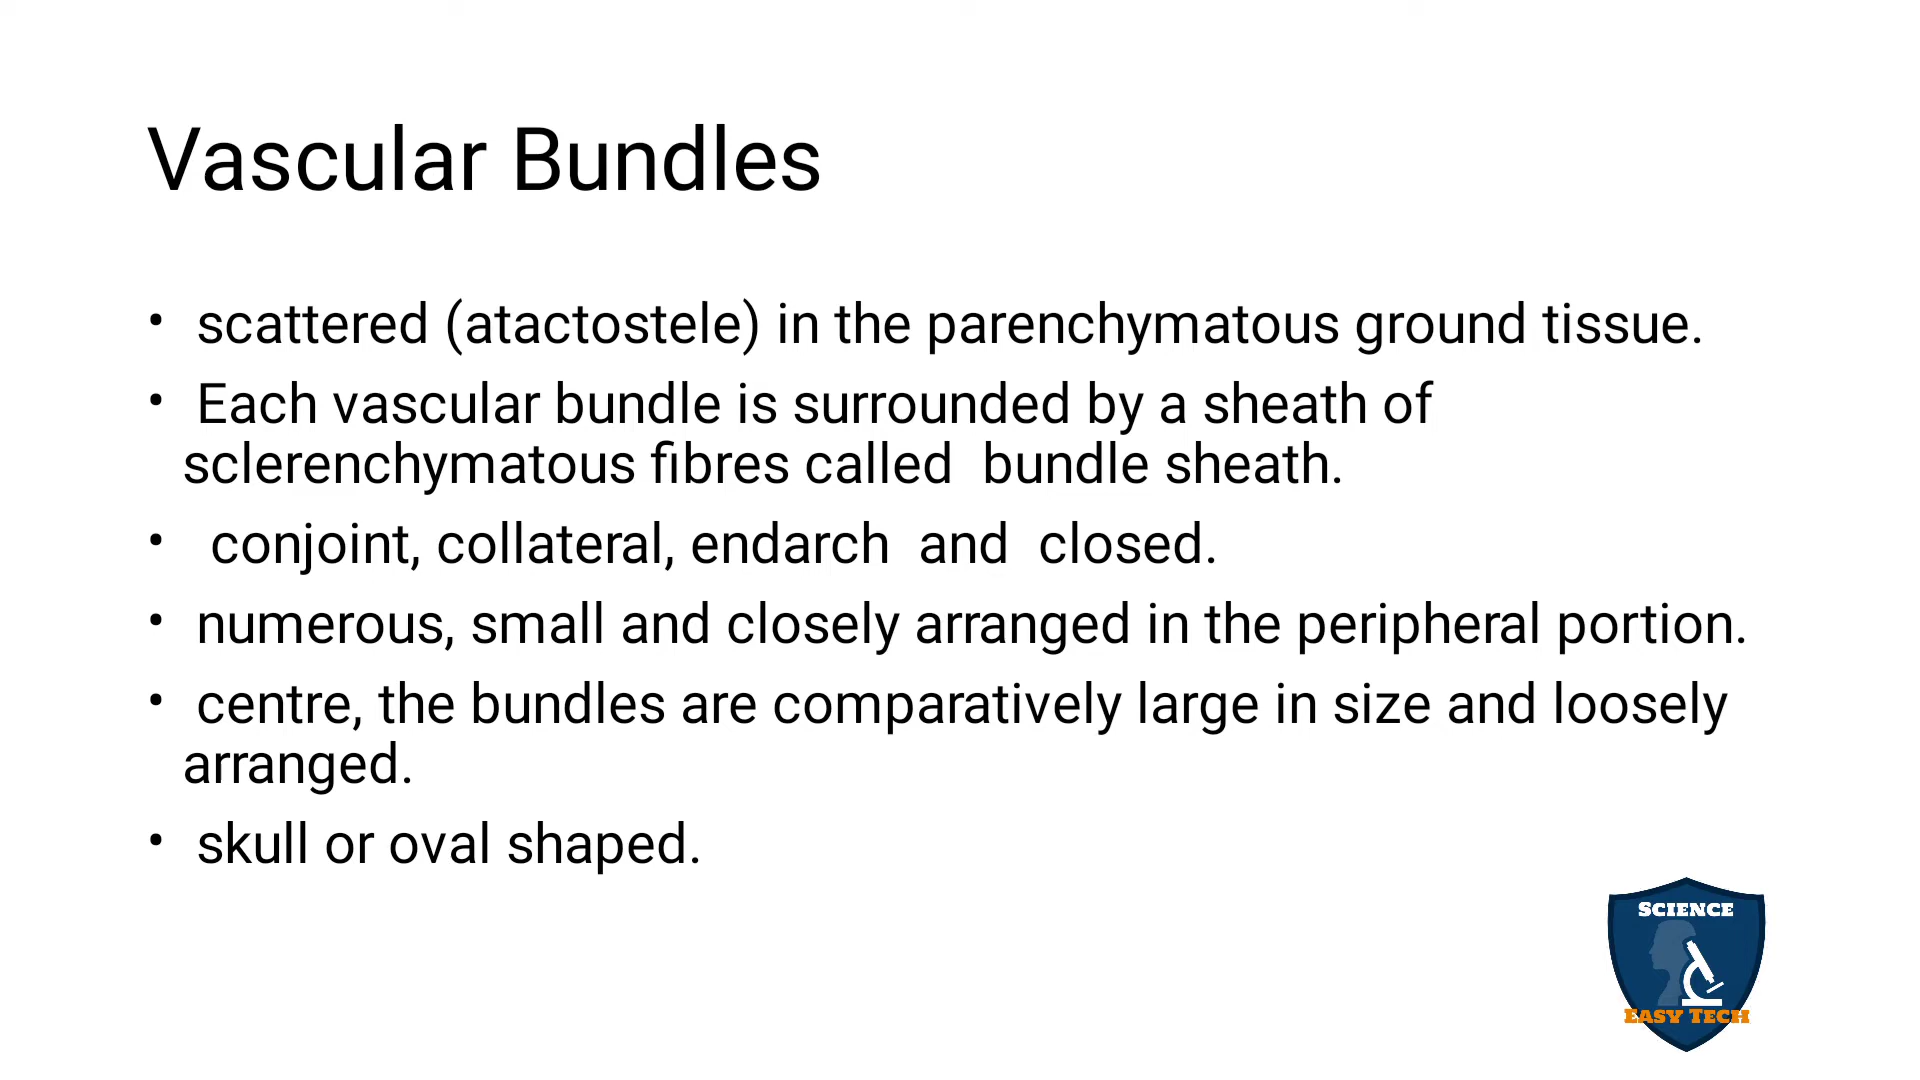 Vascular Bundles
• scattered (atactostele) in the parenchymatous ground tissue.
• Each vascular bundle is surrounded by a sheath of
sclerenchymatous fibres called  bundle sheath.
• conjoint, collateral, endarch  and  closed.
• numerous, small and closely arranged in the peripheral portion.
• centre, the bundles are comparatively large in size and loosely
arranged.
• skull or oval shaped.
SCIENCE
EASY TECH